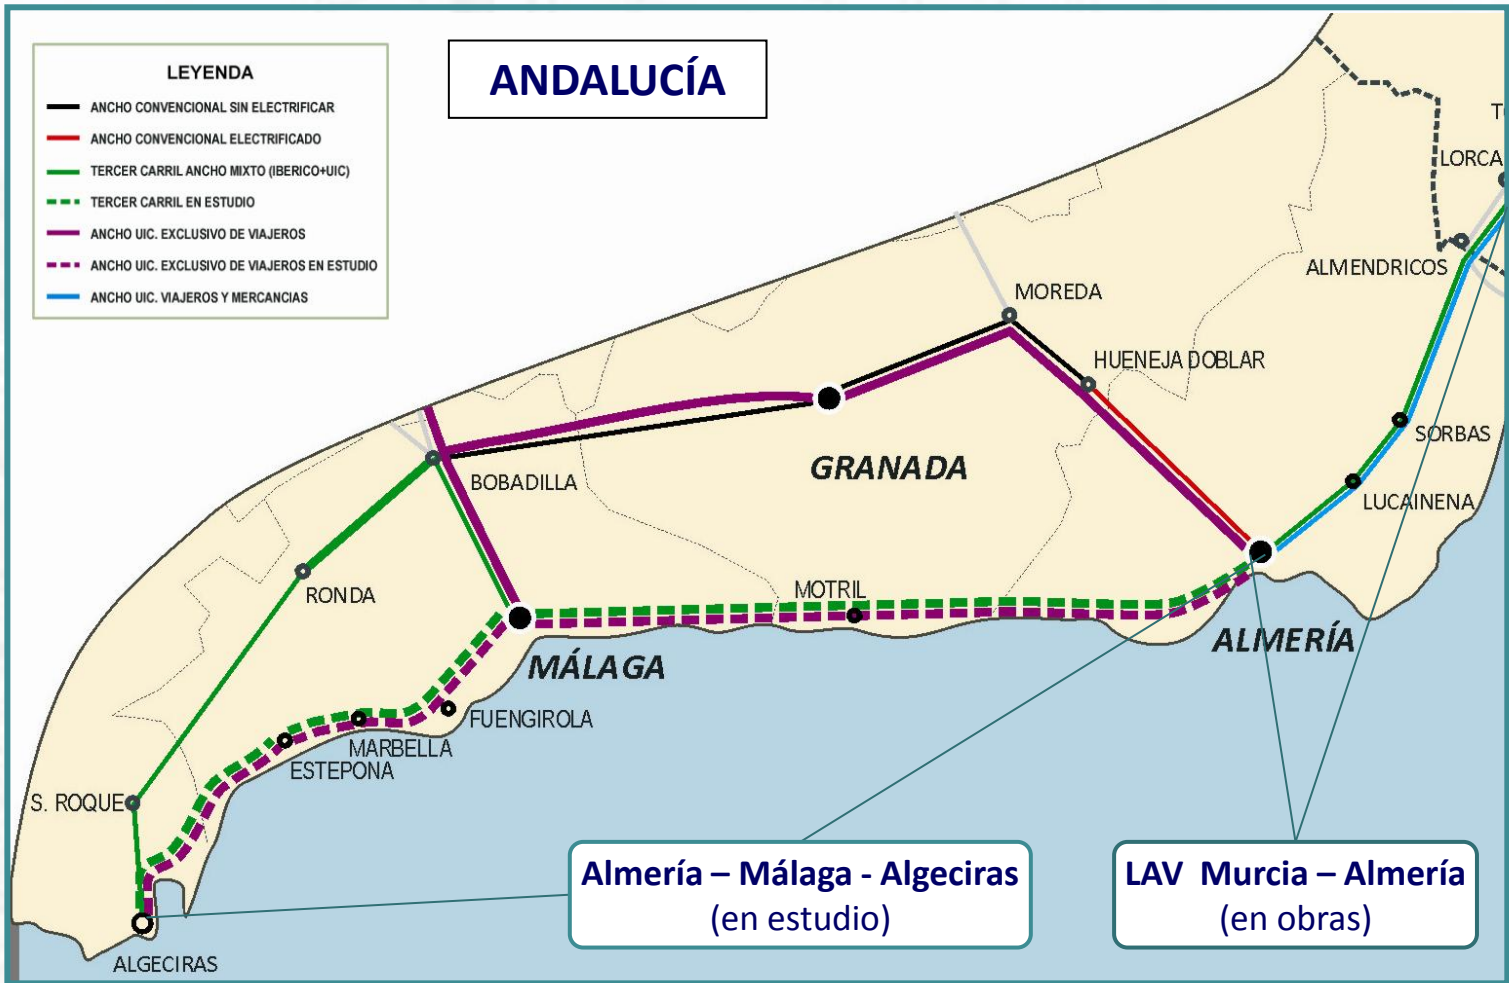 LEYENDA
ANCHO CONVENCIONAL SIN ELECTRIFICAR
ANCHO CONVENCIONAL ELECTRIFICADO
TERCER CARRIL ANCHO MIXTO (IBERICO+UIC)
TERCER CARRIL EN ESTUDIO
ANCHO UIC. EXCLUSIVO DE VIAJEROS
ANCHO UIC. EXCLUSIVO DE VIAJEROS EN ESTUDIO
ANCHO UIC. VIAJEROS Y MERCANCIAS
ANDALUCÍA
LORCA
ALMENDRICOS
MOREDA
HUENEJA DOBLAR
SORBAS
GRANADA
BOBADILLA
LUCAINENA
RONDA
MOTRIL
ALMERÍA
MÁLAGA
FUENGIROLA
MARBELLA
ESTEPONA
S. ROQUE
Almería – Málaga - Algeciras
(en estudio)
LAV Murcia – Almería
(en obras)
ALGECIRAS